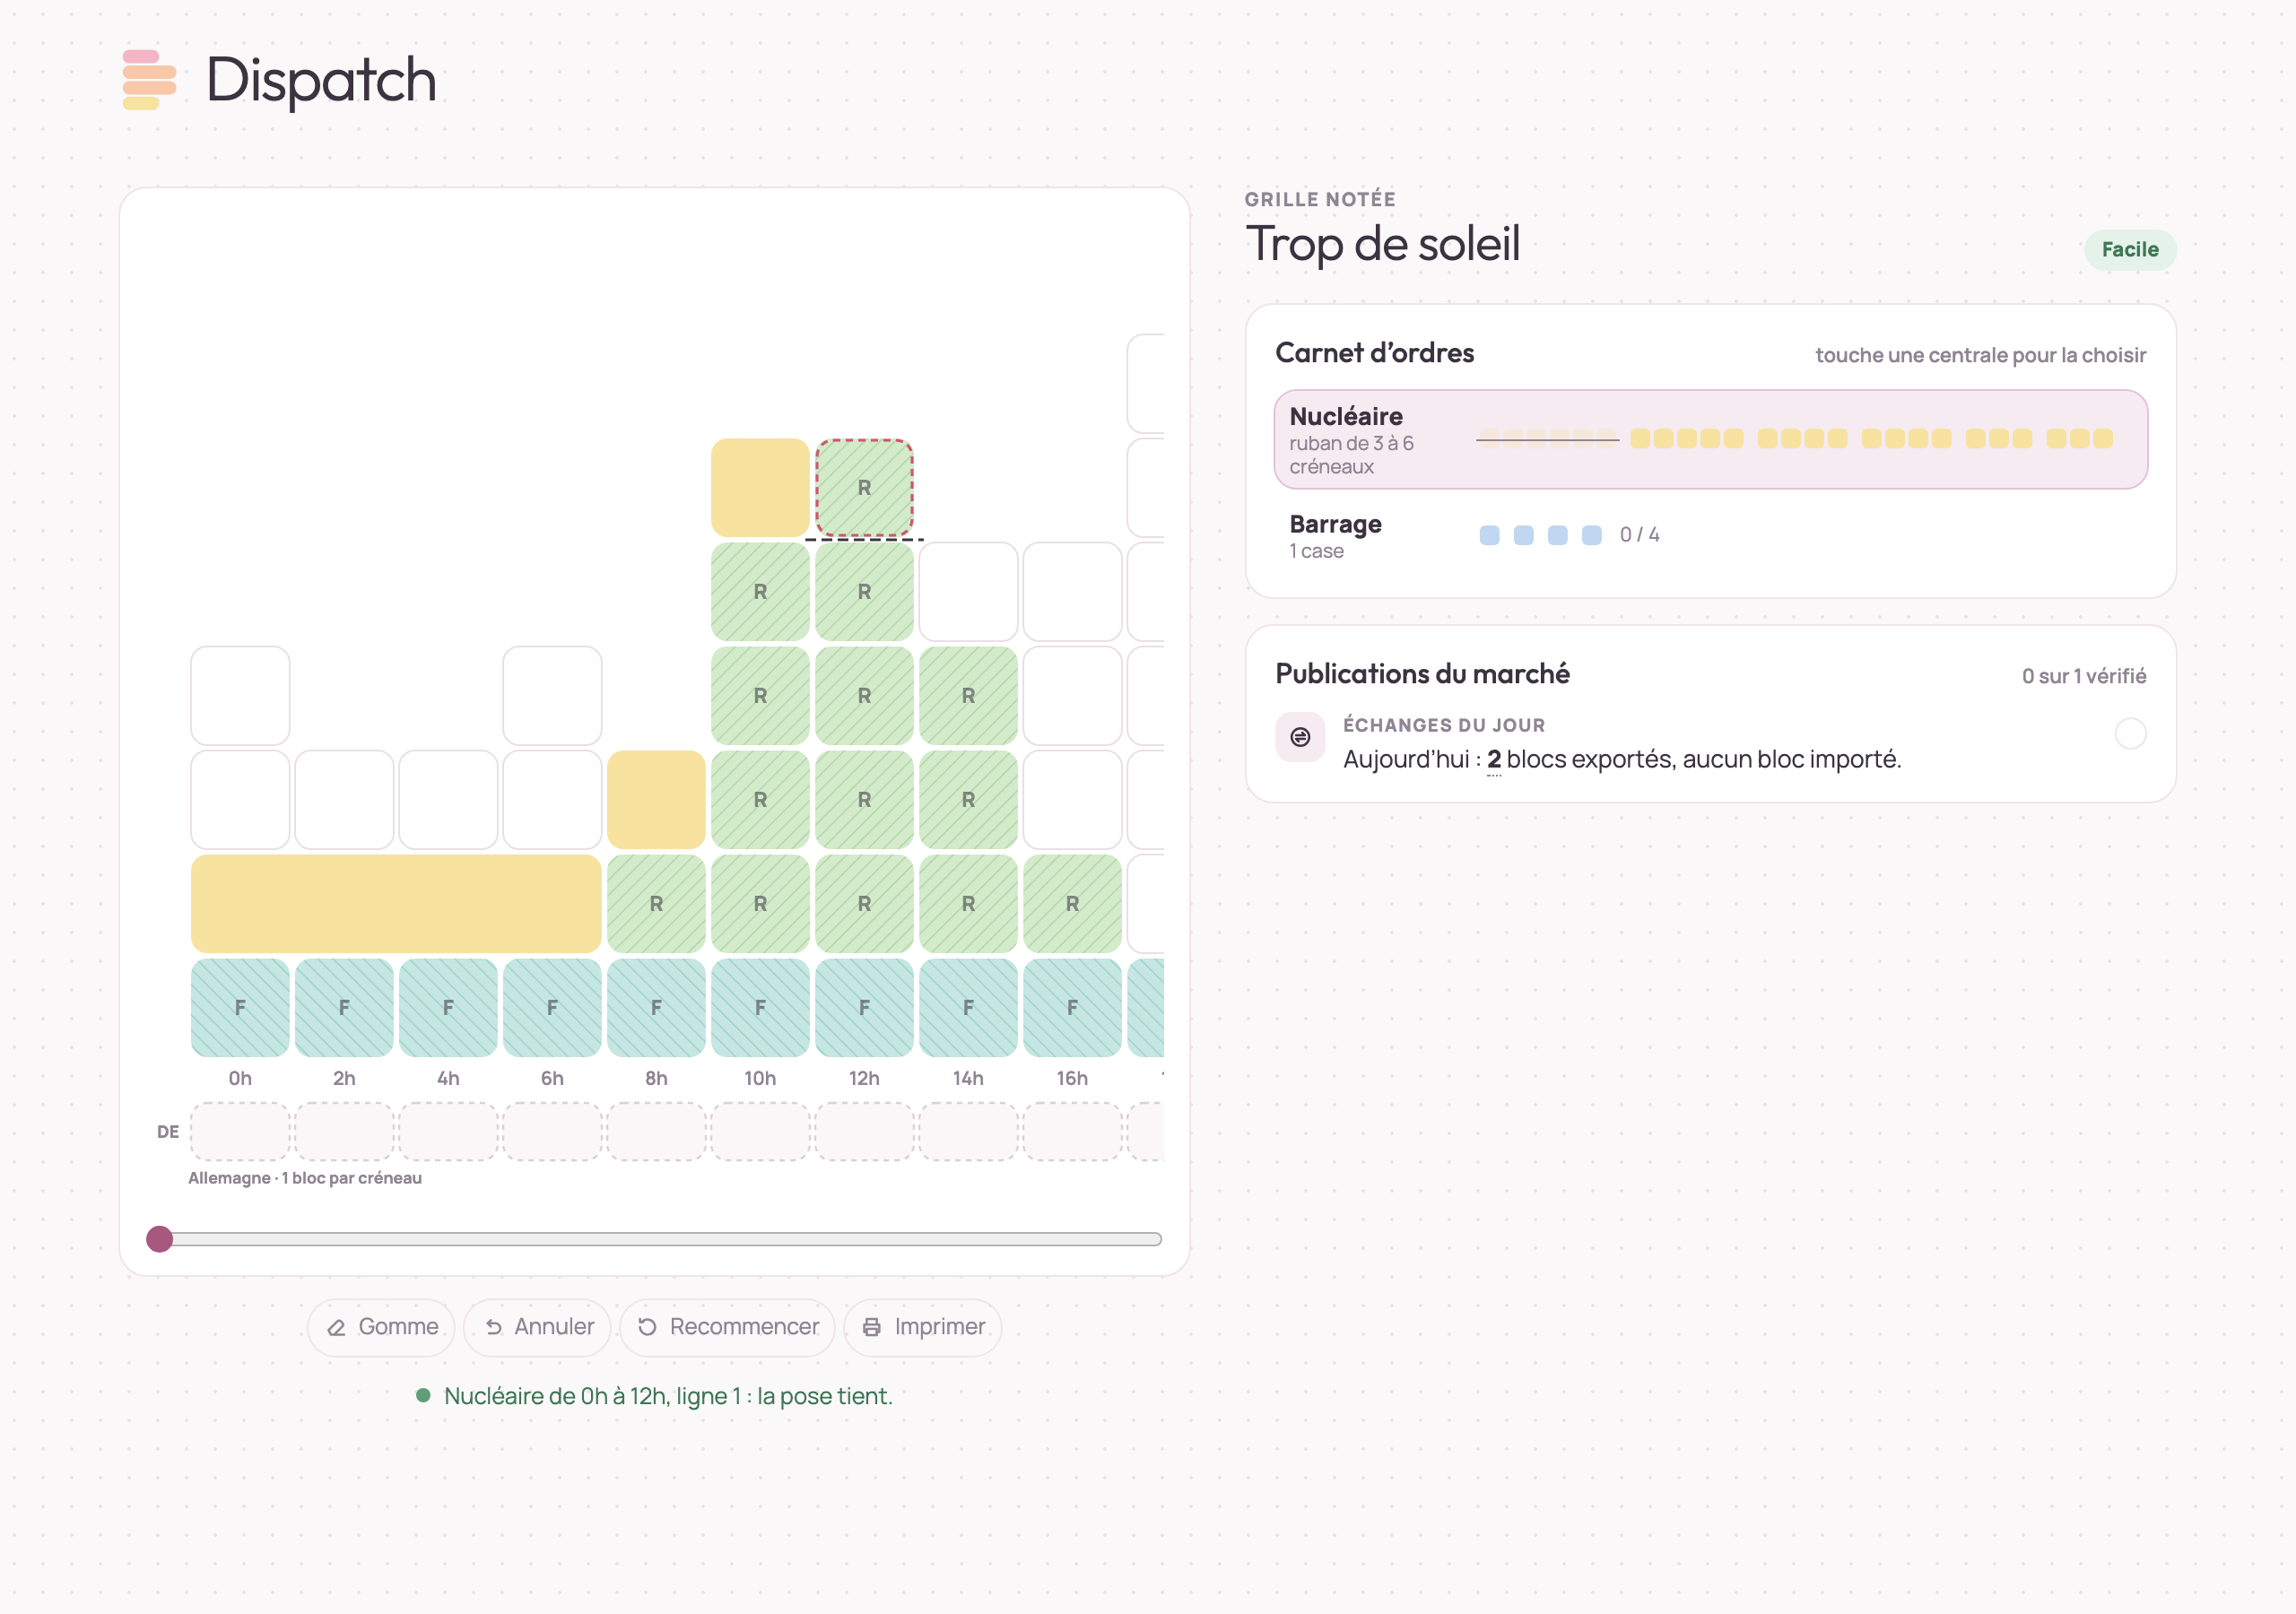 Dispatch
R
R
R
R
R
R
R
R
R
R
R
R
R
R
F
F
F
F
F
F
F
F
F
0h
2h
4h
6h
8h
10h
12h
14h
16h
DE
Allemagne · 1 bloc par créneau
Gomme
Annuler
Recommencer
Imprimer
Nucléaire de 0h à 12h, ligne 1 : la pose tient.
GRILLE NOTÉE
Trop de soleil
Facile
Carnet d’ordres
touche une centrale pour la choisir
Nucléaire
ruban de 3 à 6
créneaux
Barrage
1 case
0 / 4
Publications du marché
0 sur 1 vérifié
ÉCHANGES DU JOUR
Aujourd’hui : 2 blocs exportés, aucun bloc importé.